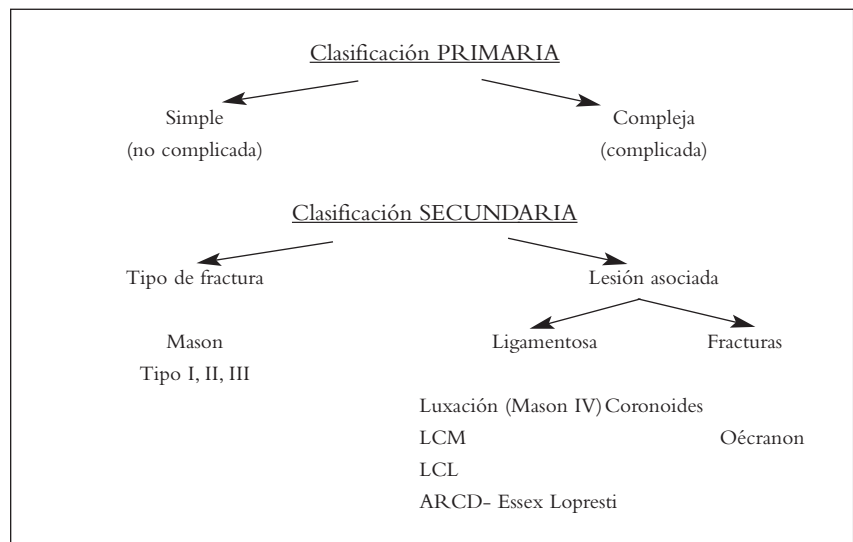 Clasificación PRIMARIA
Simple Compleja
(no complicada) (complicada)
Clasificación SECUNDARIA
Tipo de fractura Lesión asociada
Mason Ligamentosa Fracturas
Tipo I, II, III
Luxación (Mason IV) Coronoides
LCM Oécranon
LCL
ARCD- Essex Lopresti